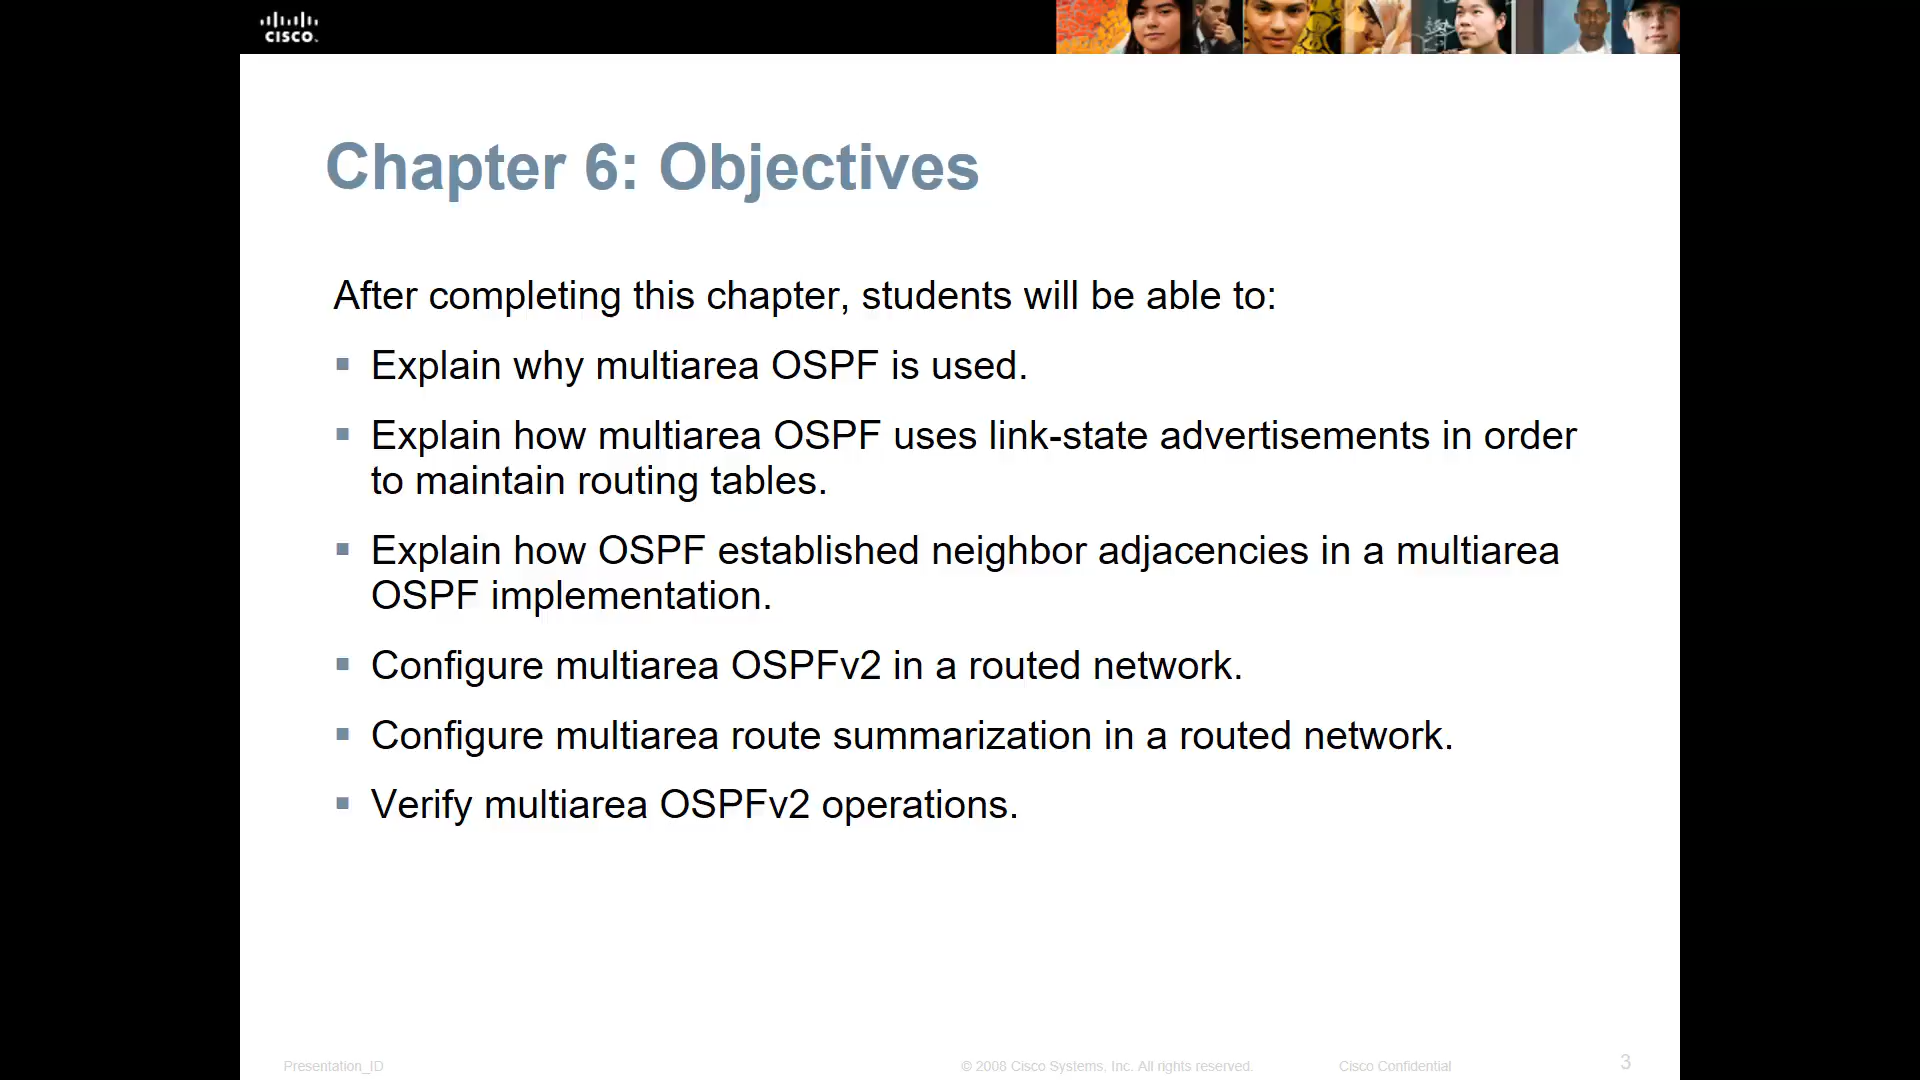 CISCO.
Chapter 6: Objectives
After completing this chapter, students will be able to:
▪ Explain why multiarea OSPF is used.
▪ Explain how multiarea OSPF uses link-state advertisements in order
to maintain routing tables.
▪ Explain how OSPF established neighbor adjacencies in a multiarea
OSPF implementation.
▪ Configure multiarea OSPFv2 in a routed network.
▪ Configure multiarea route summarization in a routed network.
▪ Verify multiarea OSPFv2 operations.
Presentation_ID © 2008 Cisco Systems, Inc. All rights reserved. Cisco Confidential 3